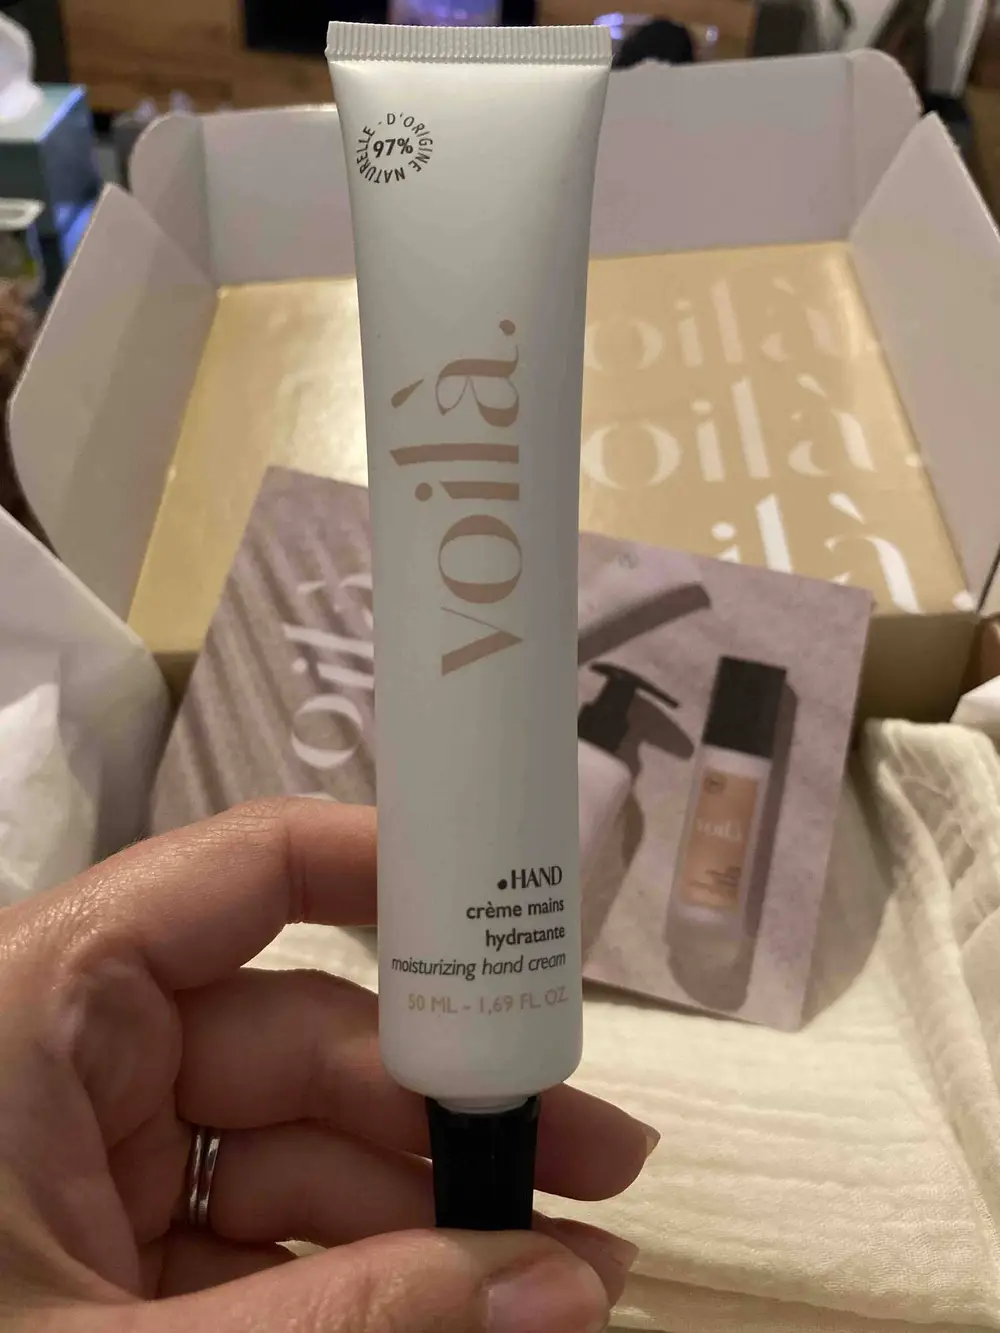 97%
D'ORIGINE NATURELLE
voilà.
.HAND
crème mains
hydratante
moisturizing hand cream
50 ML - 1,69 FL. OZ.
voilà
voilà.
voilà.
voilà
voilà